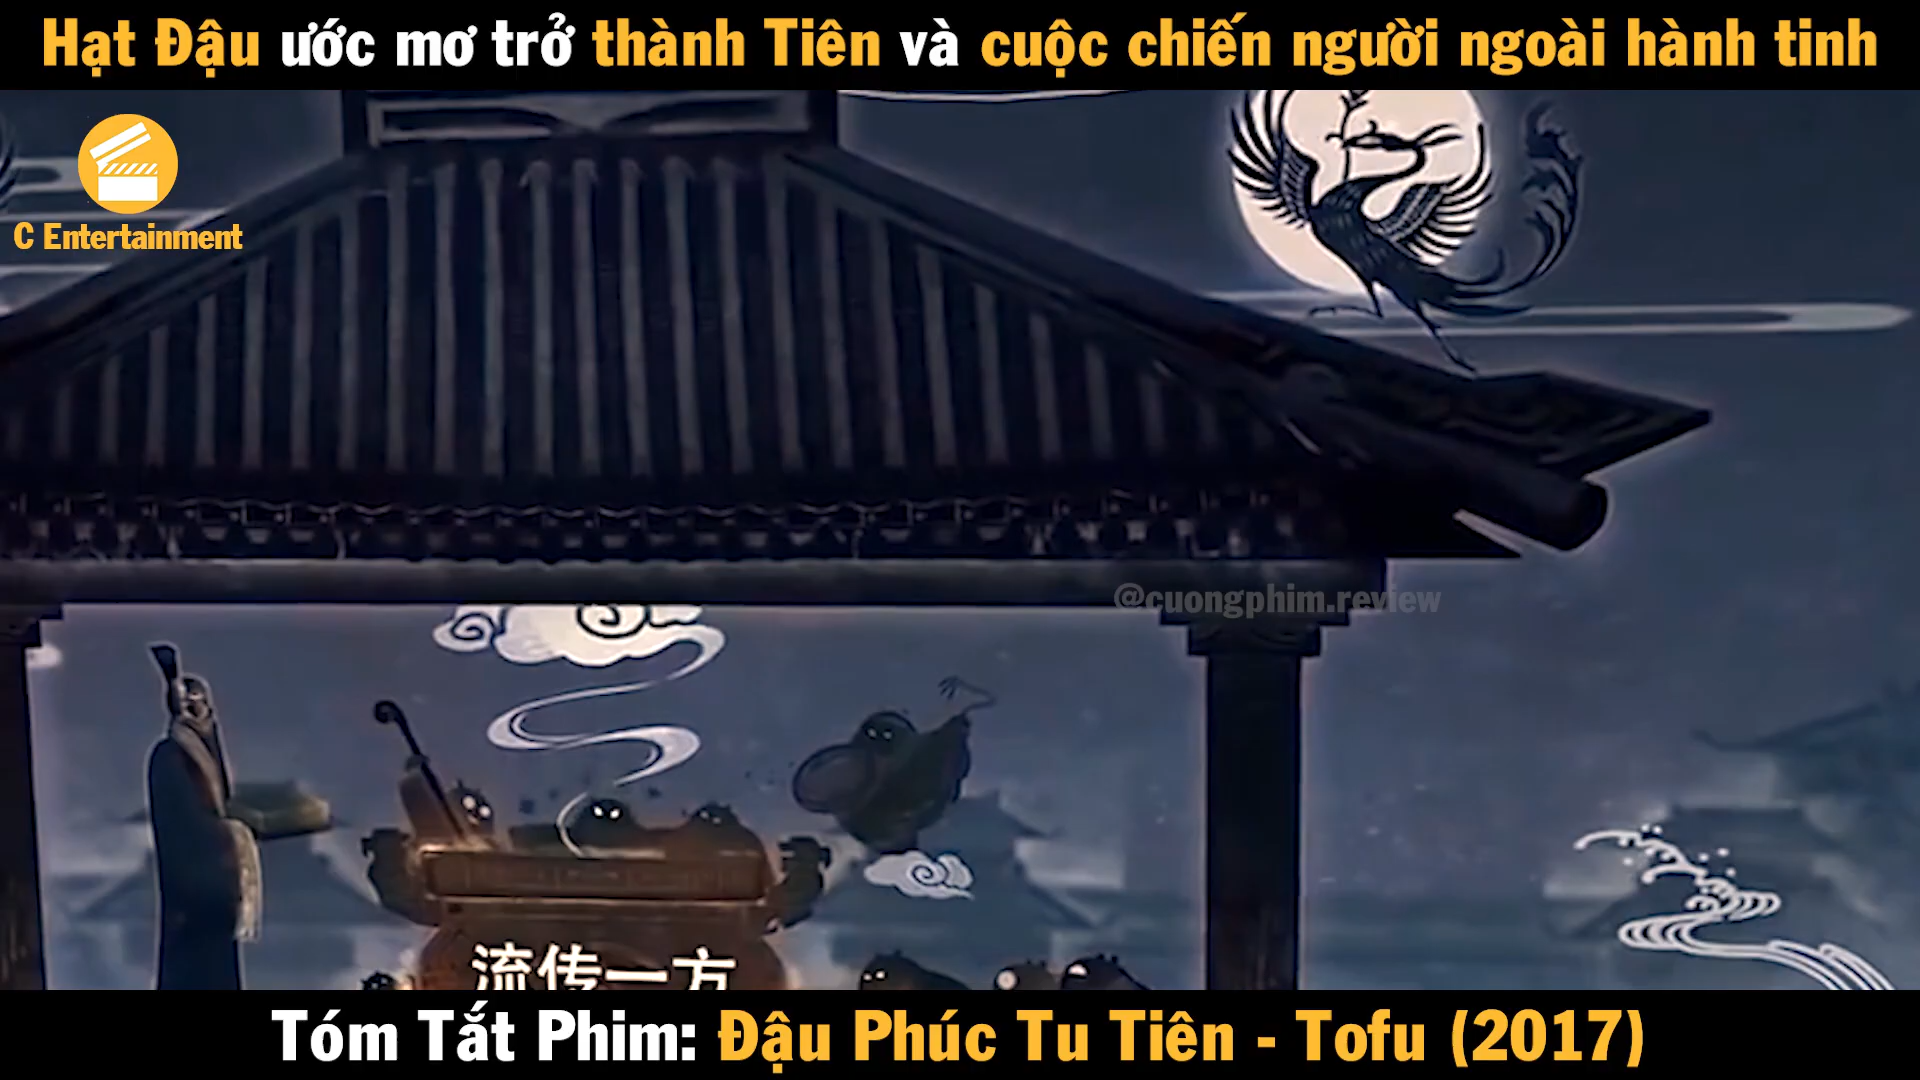 Hạt Đậu ước mơ trở thành Tiên và cuộc chiến người ngoài hành tinh
C Entertainment
@cuongphim.review
流传一方
Tóm Tắt Phim: Đậu Phúc Tu Tiên - Tofu (2017)